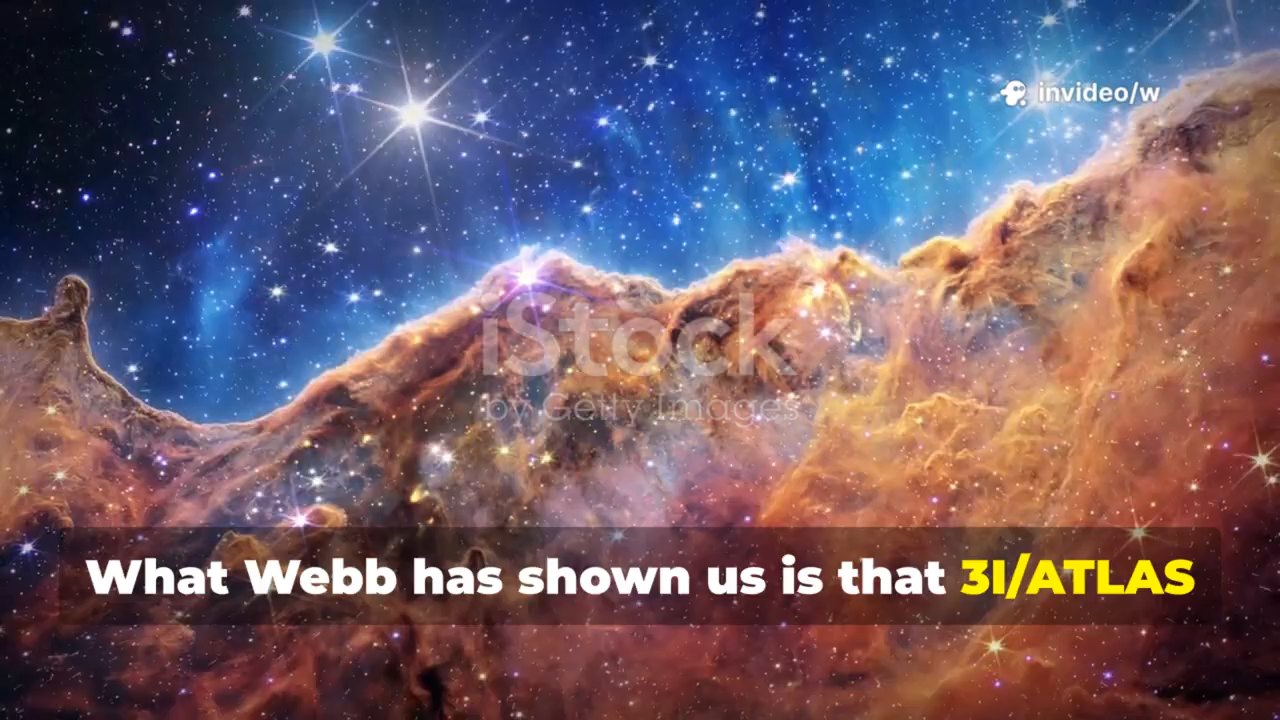 invideo/w
iStock
by Getty Images
What Webb has shown us is that 3I/ATLAS